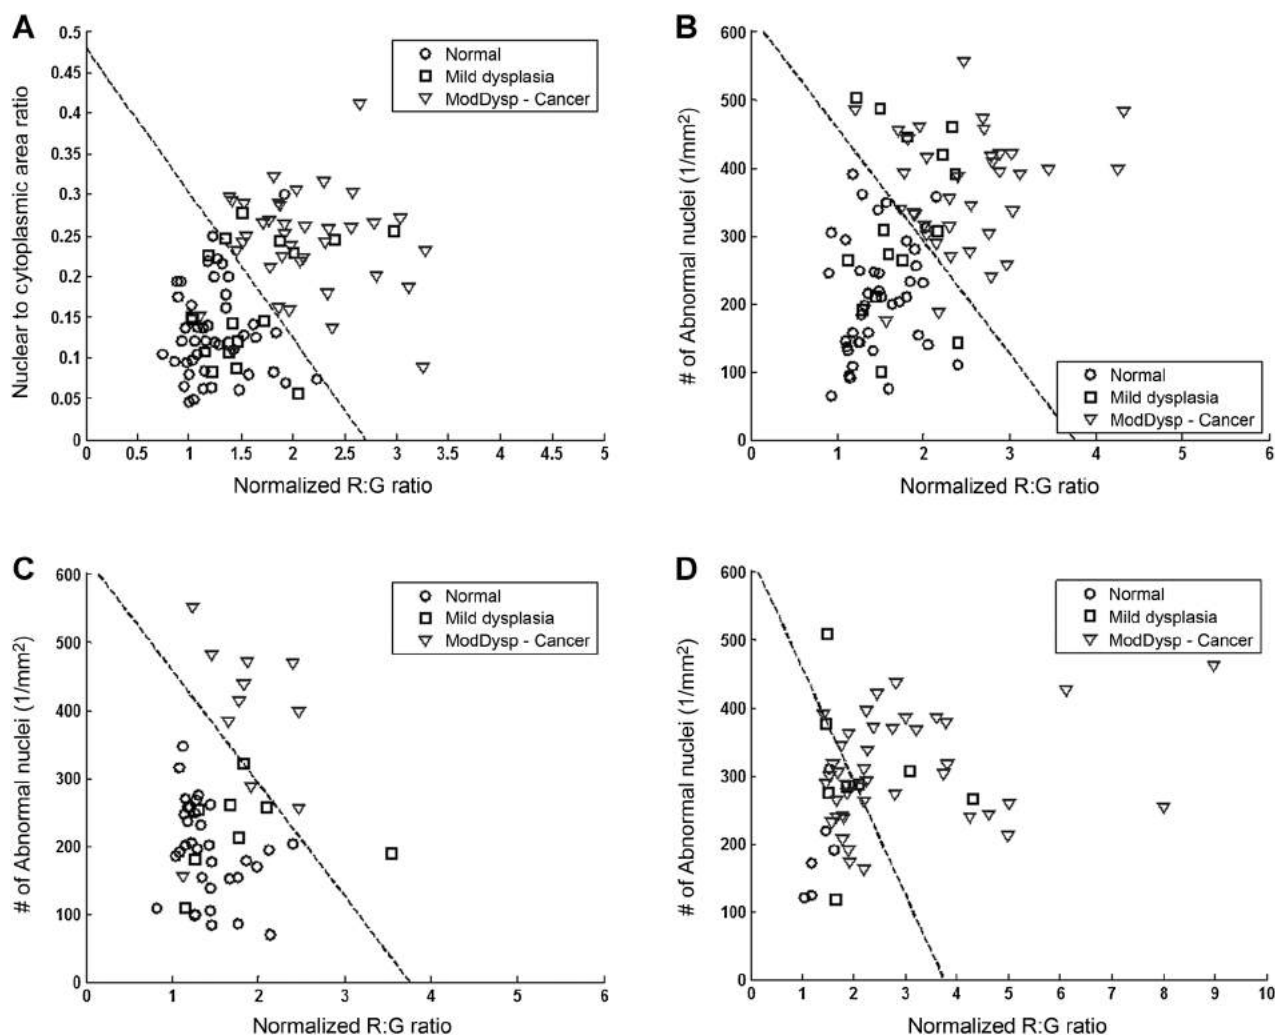 A
Nuclear to cytoplasmic area ratio
0.5
0.45
0.4
0.35
0.3
0.25
0.2
0.15
0.1
0.05
0
Normal
Mild dysplasia
ModDysp - Cancer
0 0.5 1 1.5 2 2.5 3 3.5 4 4.5 5
Normalized R:G ratio
B
# of Abnormal nuclei (1/mm²)
600
500
400
300
200
100
0
Normal
Mild dysplasia
ModDysp - Cancer
0 1 2 3 4 5 6
Normalized R:G ratio
C
# of Abnormal nuclei (1/mm²)
600
500
400
300
200
100
0
Normal
Mild dysplasia
ModDysp - Cancer
0 1 2 3 4 5 6
Normalized R:G ratio
D
# of Abnormal nuclei (1/mm²)
600
500
400
300
200
100
0
Normal
Mild dysplasia
ModDysp - Cancer
0 1 2 3 4 5 6 7 8 9 10
Normalized R:G ratio